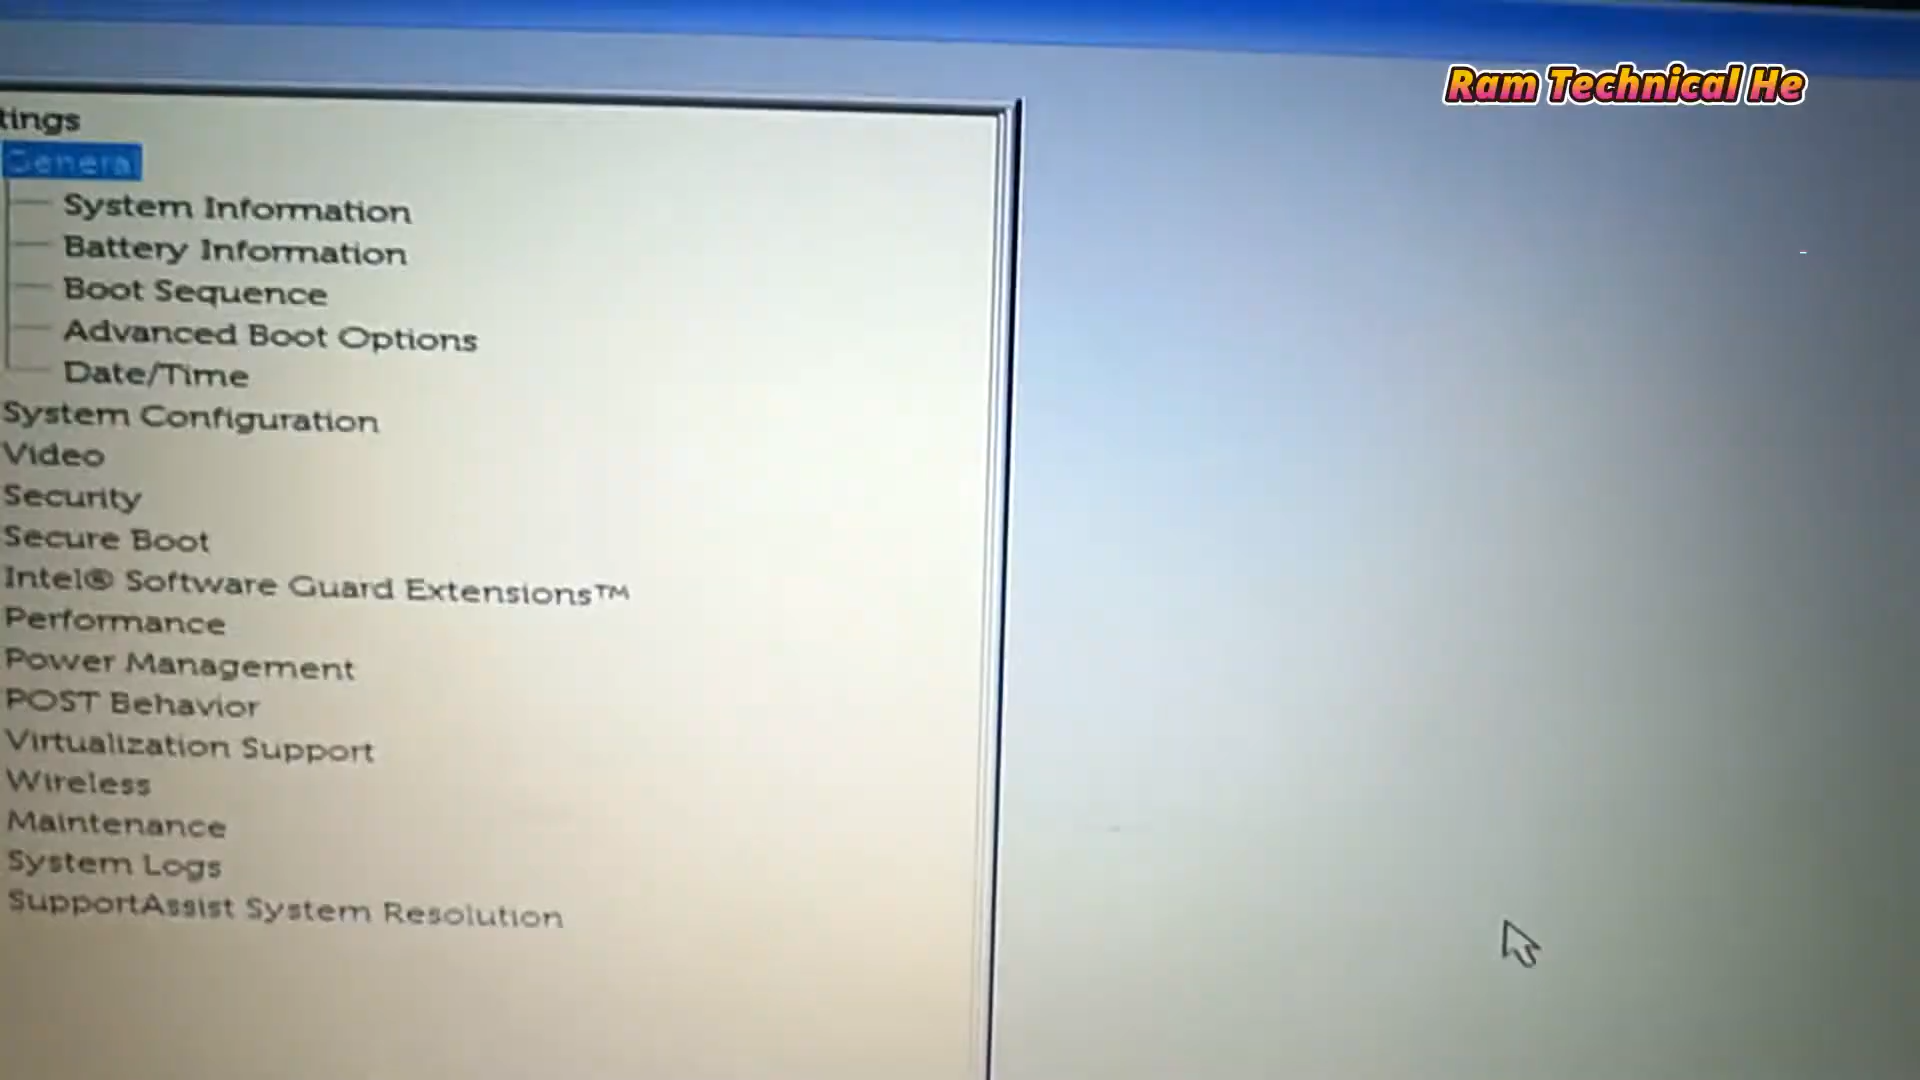 Ram Technical He
tings
General
System Information
Battery Information
Boot Sequence
Advanced Boot Options
Date/Time
System Configuration
Video
Security
Secure Boot
Intel® Software Guard Extensions™
Performance
Power Management
POST Behavior
Virtualization Support
Wireless
Maintenance
System Logs
SupportAssist System Resolution